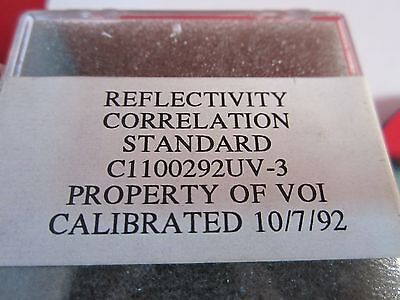 REFLECTIVITY
CORRELATION
STANDARD
C1100292UV-3
PROPERTY OF VOI
CALIBRATED 10/7/92